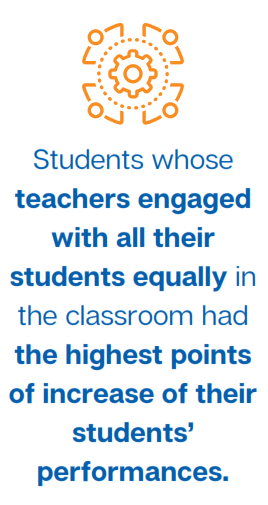 Students whose
teachers engaged
with all their
students equally in
the classroom had
the highest points
of increase of their
students’
performances.